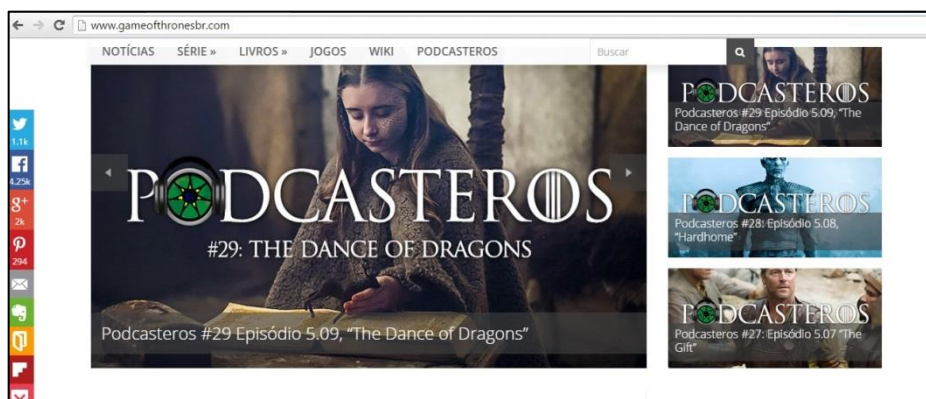 www.gameofthronesbr.com
NOTÍCIAS SÉRIE » LIVROS » JOGOS WIKI PODCASTEROS Buscar
1.1k
4.25k
8+
2k
294
PODCASTEROS
#29: THE DANCE OF DRAGONS
Podcasteros #29 Episódio 5.09, “The Dance of Dragons”
PODCASTEROS
Podcasteros #29 Episódio 5.09, “The
Dance of Dragons”
PODCASTEROS
Podcasteros #28: Episódio 5.08,
“Hardhome”
PODCASTEROS
Podcasteros #27: Episódio 5.07 “The
Gift”